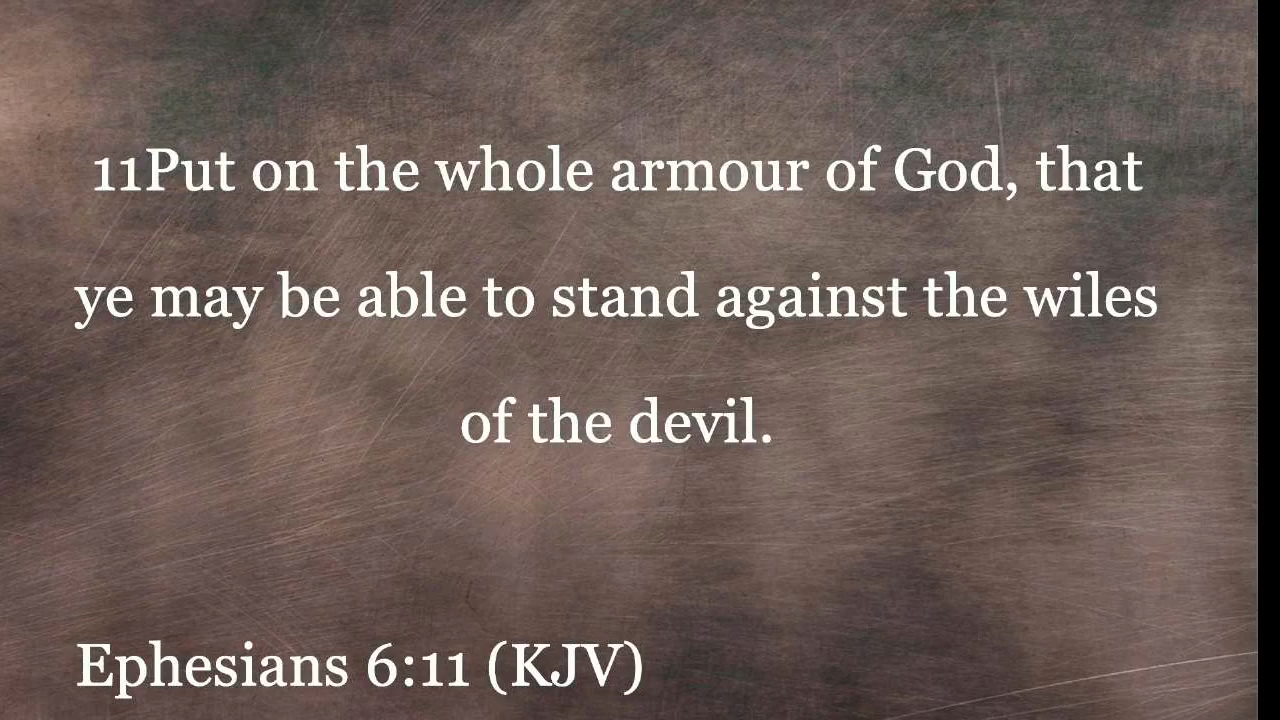 11Put on the whole armour of God, that
ye may be able to stand against the wiles
of the devil.
Ephesians 6:11 (KJV)